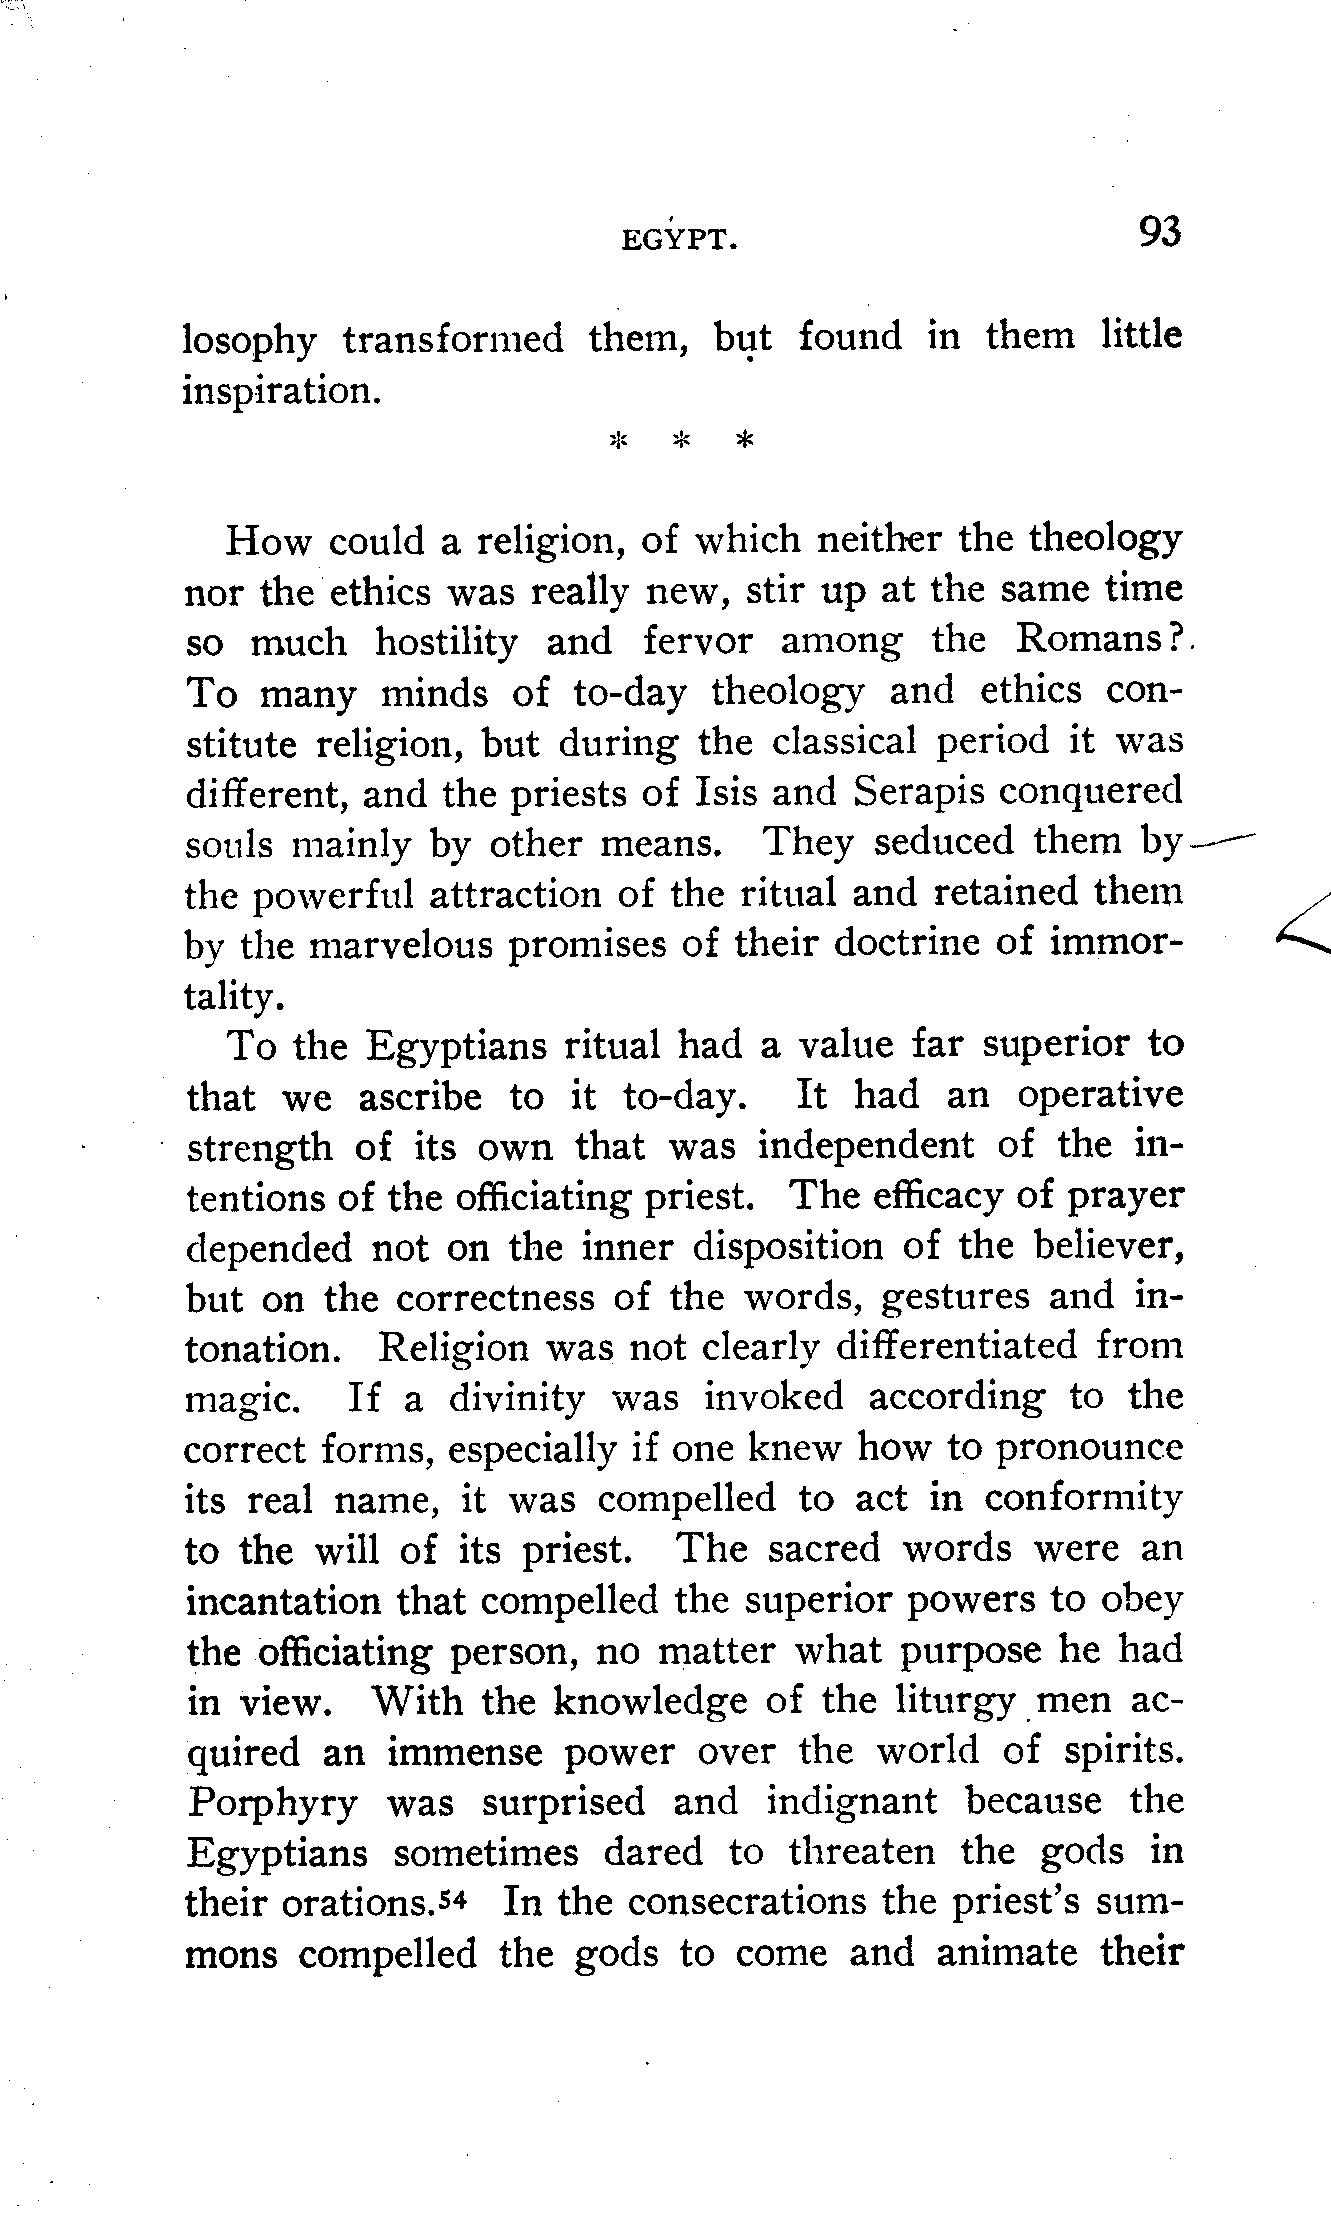 EGYPT. 93
losophy transformed them, but found in them little
inspiration.
* * *
How could a religion, of which neither the theology
nor the ethics was really new, stir up at the same time
so much hostility and fervor among the Romans?
To many minds of to-day theology and ethics con-
stitute religion, but during the classical period it was
different, and the priests of Isis and Serapis conquered
souls mainly by other means. They seduced them by
the powerful attraction of the ritual and retained them
by the marvelous promises of their doctrine of immor-
tality.
To the Egyptians ritual had a value far superior to
that we ascribe to it to-day. It had an operative
strength of its own that was independent of the in-
tentions of the officiating priest. The efficacy of prayer
depended not on the inner disposition of the believer,
but on the correctness of the words, gestures and in-
tonation. Religion was not clearly differentiated from
magic. If a divinity was invoked according to the
correct forms, especially if one knew how to pronounce
its real name, it was compelled to act in conformity
to the will of its priest. The sacred words were an
incantation that compelled the superior powers to obey
the officiating person, no matter what purpose he had
in view. With the knowledge of the liturgy men ac-
quired an immense power over the world of spirits.
Porphyry was surprised and indignant because the
Egyptians sometimes dared to threaten the gods in
their orations.54 In the consecrations the priest's sum-
mons compelled the gods to come and animate their